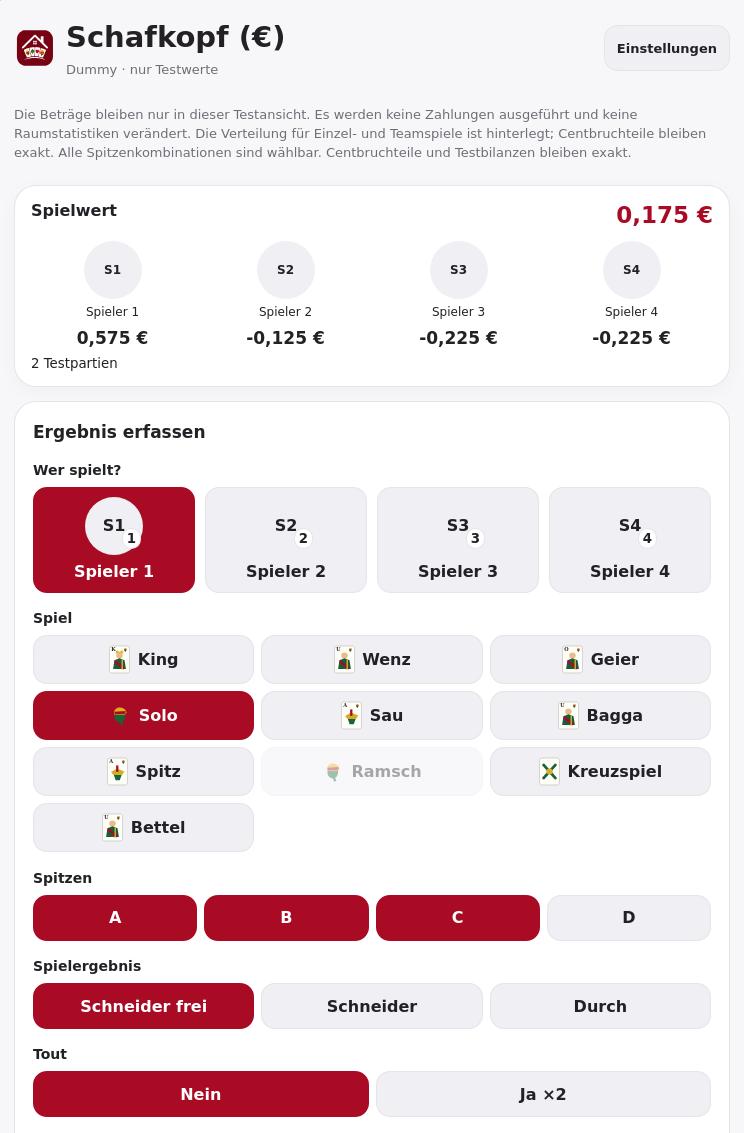 Schafkopf (€)
Dummy · nur Testwerte
Einstellungen
Die Beträge bleiben nur in dieser Testansicht. Es werden keine Zahlungen ausgeführt und keine
Raumstatistiken verändert. Die Verteilung für Einzel- und Teamspiele ist hinterlegt; Centbruchteile bleiben
exakt. Alle Spitzenkombinationen sind wählbar. Centbruchteile und Testbilanzen bleiben exakt.
Spielwert
0,175 €
S1 S2 S3 S4
Spieler 1 Spieler 2 Spieler 3 Spieler 4
0,575 € -0,125 € -0,225 € -0,225 €
2 Testpartien
Ergebnis erfassen
Wer spielt?
S1 1 S2 2 S3 3 S4 4
Spieler 1 Spieler 2 Spieler 3 Spieler 4
Spiel
King Wenz Geier
Solo Sau Bagga
Spitz Ramsch Kreuzspiel
Bettel
Spitzen
A B C D
Spielergebnis
Schneider frei Schneider Durch
Tout
Nein Ja ×2